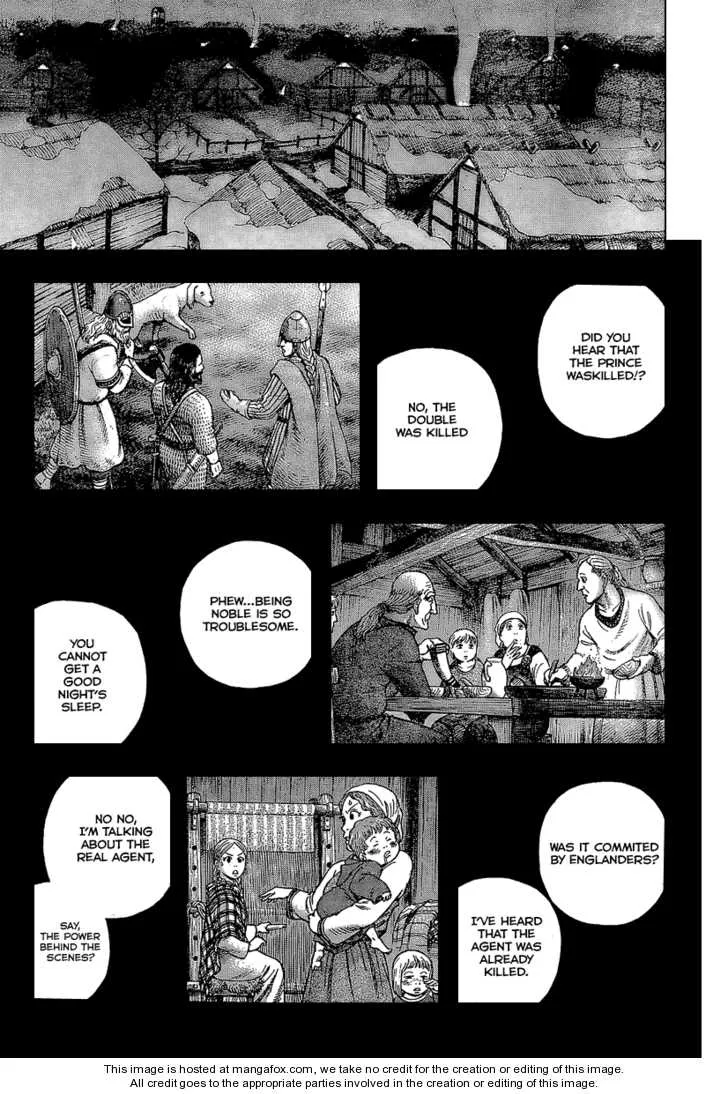 DID YOU
HEAR THAT
THE PRINCE
WASKILLED!?
NO, THE
DOUBLE
WAS KILLED
PHEW...BEING
NOBLE IS SO
TROUBLESOME.
YOU
CANNOT
GET A
GOOD
NIGHT'S
SLEEP.
WAS IT COMMITED
BY ENGLANDERS?
I'VE HEARD
THAT THE
AGENT WAS
ALREADY
KILLED.
NO NO,
I'M TALKING
ABOUT THE
REAL AGENT,
SAY,
THE POWER
BEHIND THE
SCENES?
This image is hosted at mangafox.com, we take no credit for the creation or editing of this image.
All credit goes to the appropriate parties involved in the creation or editing of this image.